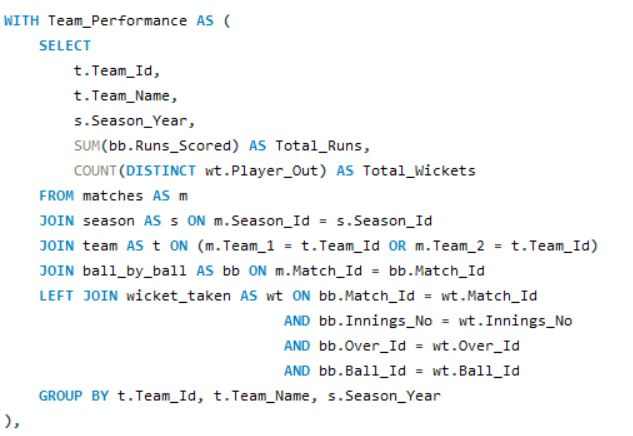 WITH Team_Performance AS (
    SELECT
        t.Team_Id,
        t.Team_Name,
        s.Season_Year,
        SUM(bb.Runs_Scored) AS Total_Runs,
        COUNT(DISTINCT wt.Player_Out) AS Total_Wickets
    FROM matches AS m
    JOIN season AS s ON m.Season_Id = s.Season_Id
    JOIN team AS t ON (m.Team_1 = t.Team_Id OR m.Team_2 = t.Team_Id)
    JOIN ball_by_ball AS bb ON m.Match_Id = bb.Match_Id
    LEFT JOIN wicket_taken AS wt ON bb.Match_Id = wt.Match_Id
                                AND bb.Innings_No = wt.Innings_No
                                AND bb.Over_Id = wt.Over_Id
                                AND bb.Ball_Id = wt.Ball_Id
    GROUP BY t.Team_Id, t.Team_Name, s.Season_Year
),